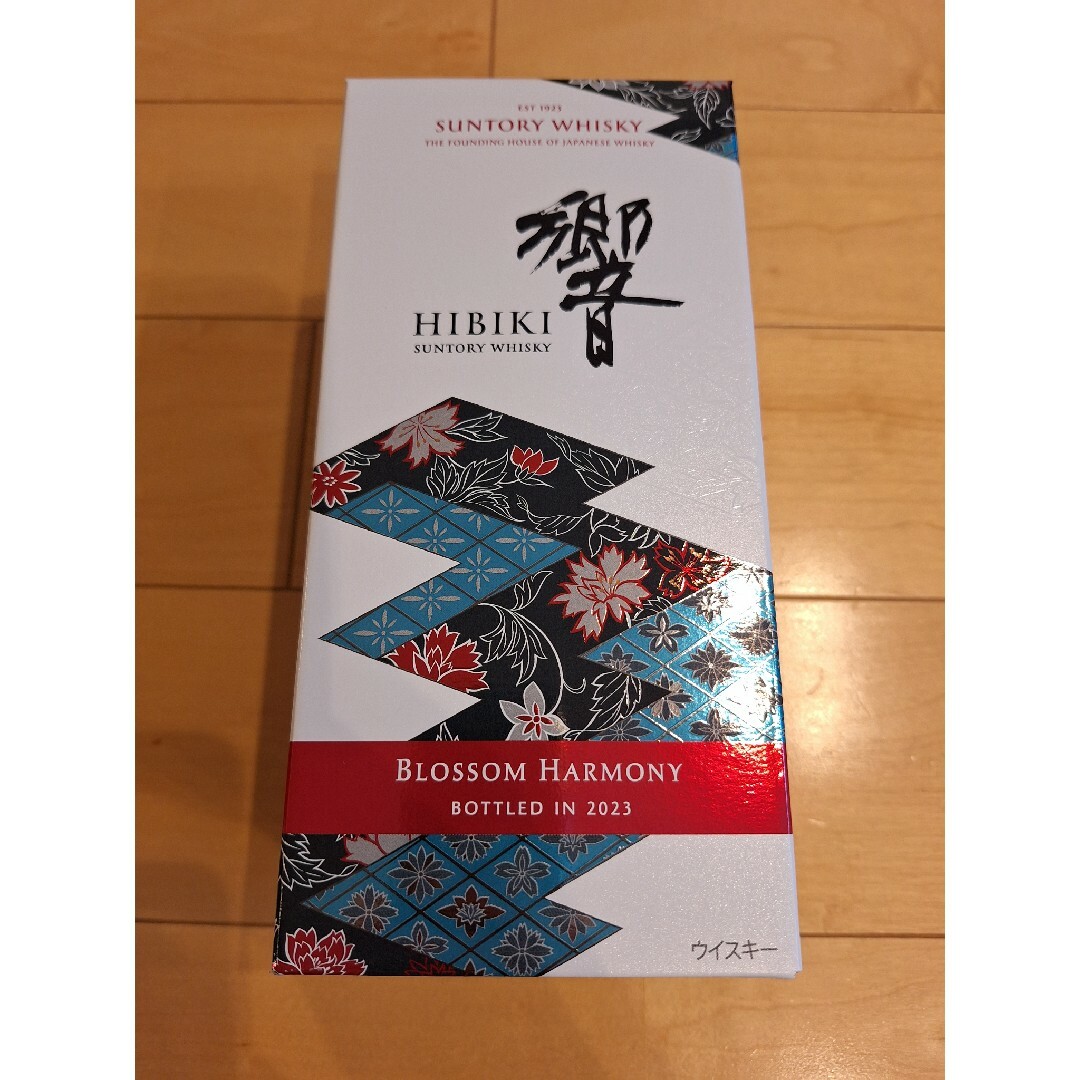 EST 1923
SUNTORY WHISKY
THE FOUNDING HOUSE OF JAPANESE WHISKY
響
HIBIKI
SUNTORY WHISKY
BLOSSOM HARMONY
BOTTLED IN 2023
ウイスキー